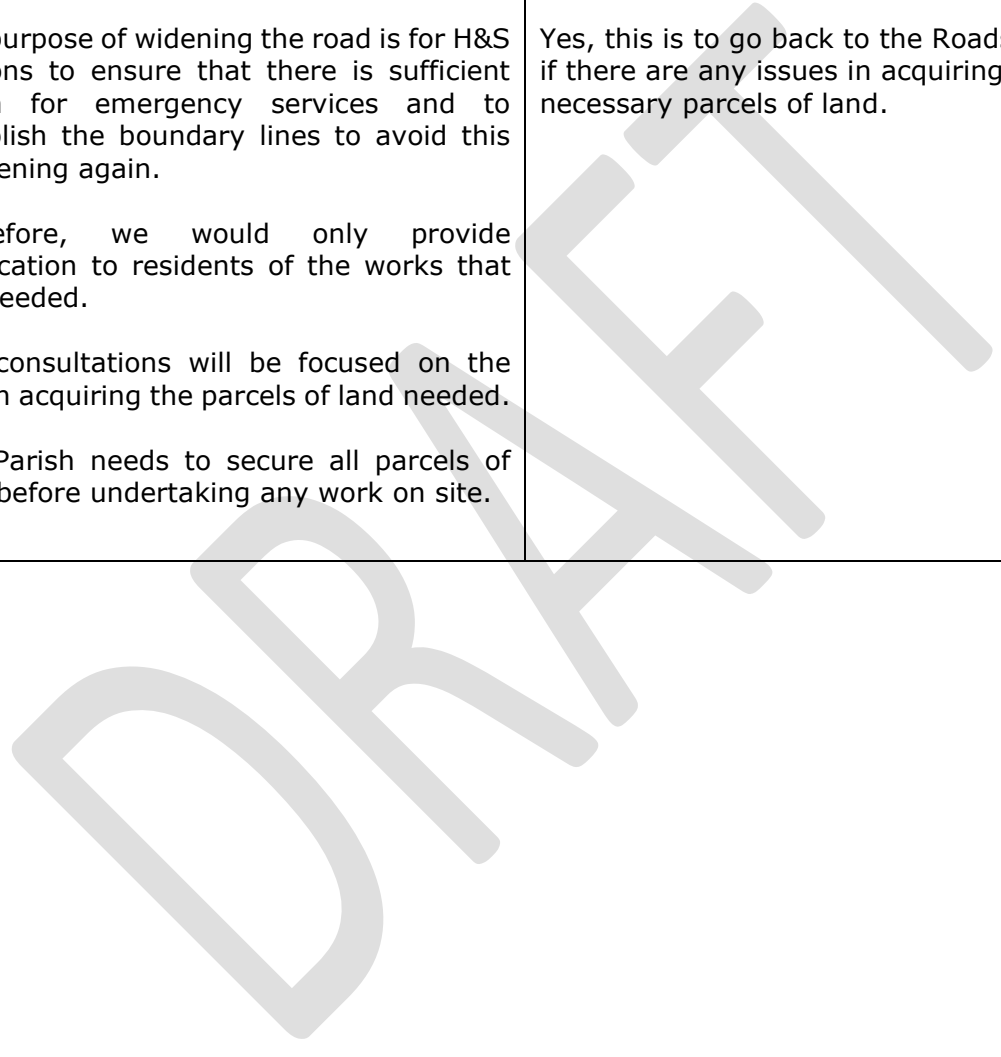 purpose of widening the road is for H&S
ons to ensure that there is sufficient
for emergency services and to
lish the boundary lines to avoid this
ening again.
efore, we would only provide
cation to residents of the works that
eeded.
consultations will be focused on the
n acquiring the parcels of land needed.
Parish needs to secure all parcels of
before undertaking any work on site.
Yes, this is to go back to the Roads
if there are any issues in acquiring
necessary parcels of land.
DRAFT